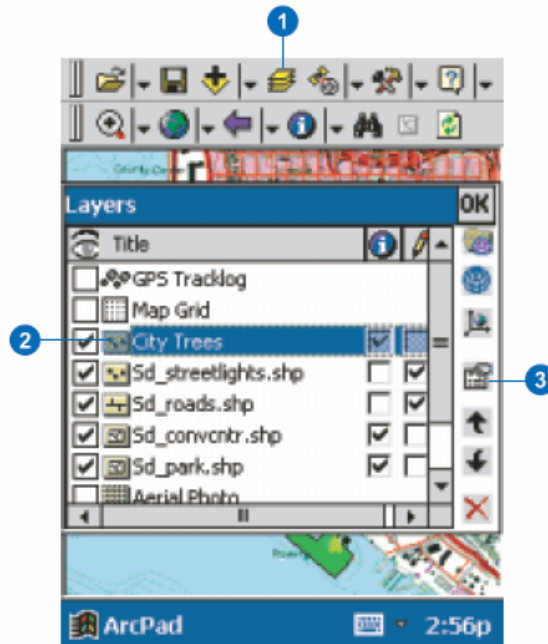 1
Layers OK
Title
GPS Tracklog
Map Grid
2
City Trees
Sd_streetlights.shp
3
Sd_roads.shp
Sd_convcntr.shp
Sd_park.shp
Aerial Photo
ArcPad 2:56p